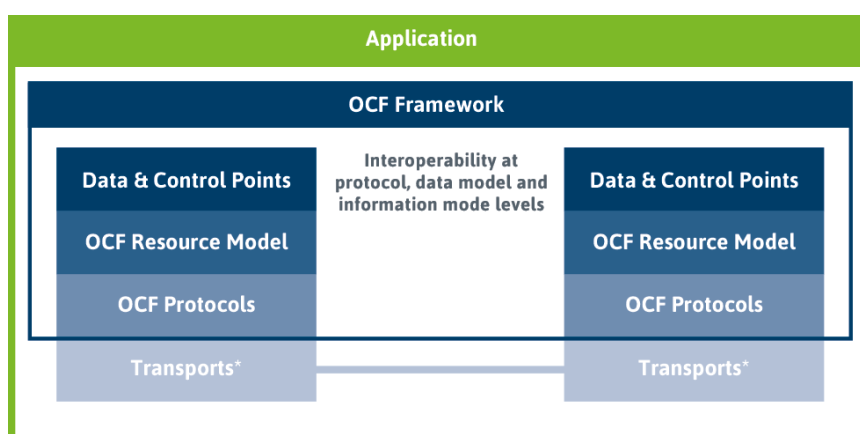 Application
OCF Framework
Data & Control Points
OCF Resource Model
OCF Protocols
Transports*
Interoperability at
protocol, data model and
information mode levels
Data & Control Points
OCF Resource Model
OCF Protocols
Transports*